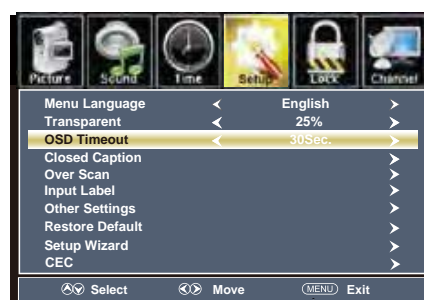 Picture Sound Time Setup Lock Channel
Menu Language English
Transparent 25%
OSD Timeout 30Sec.
Closed Caption
Over Scan
Input Label
Other Settings
Restore Default
Setup Wizard
CEC
Select Move MENU Exit